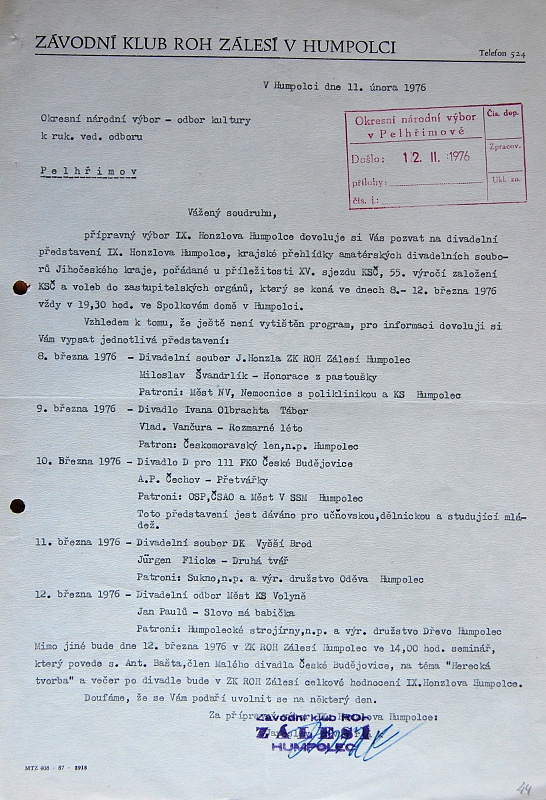 ZÁVODNÍ KLUB ROH ZÁLESÍ V HUMPOLCI
Telefon 524
V Humpolci dne 11. února 1976
Okresní národní výbor - odbor kultury
k ruk. ved. odboru
Pelhřimov
Okresní národní výbor
v Pelhřimově
Došlo: 12. II. 1976
přílohy:
čís. j.:
Čís. dop.
Zpracov.
Ukl. zn.
Vážený soudruhu,
přípravný výbor IX. Honzlova Humpolce dovoluje si Vás pozvat na divadelní
představení IX. Honzlova Humpolce, krajské přehlídky amatérských divadelních soubo-
rů Jihočeského kraje, pořádané u příležitosti XV. sjezdu KSČ, 55. výročí založení
KSČ a voleb do zastupitelských orgánů, který se koná ve dnech 8.- 12. března 1976
vždy v 19,30 hod. ve Spolkovém domě v Humpolci.
Vzhledem k tomu, že ještě není vytištěn program, pro informaci dovoluji si
Vám vypsat jednotlivá představení:
8. března 1976 - Divadelní soubor J.Honzla ZK ROH Zálesí Humpolec
Miloslav Švandrlík - Honorace z pastoušky
Patroni: Měst NV, Nemocnice s poliklinikou a KS Humpolec
9. března 1976 - Divadlo Ivana Olbrachta Tábor
Vlad. Vančura - Rozmarné léto
Patron: Českomoravský len,n.p. Humpolec
10. Března 1976 - Divadlo D pro 111 PKO České Budějovice
A.P. Čechov - Přetvářky
Patroni: OSP,ČSAO a Měst V SSM Humpolec
Toto představení jest dáváno pro učňovskou,dělnickou a studující mlá-
dež.
11. března 1976 - Divadelní soubor DK Vyšší Brod
Jürgen Flicke - Druhá tvář
Patroni: Sukno,n.p. a výr. družstvo Oděva Humpolec
12. března 1976 - Divadelní odbor Měst KS Volyně
Jan Paulů - Slovo má babička
Patroni: Humpolecké strojírny,n.p. a výr. družstvo Dřevo Humpolec
Mimo jiné bude dne 12. března 1976 v ZK ROH Zálesí Humpolec ve 14,00 hod. seminář,
který povede s. Ant. Bašta,člen Malého divadla České Budějovice, na téma "Herecká
tvorba" a večer po divadle bude v ZK ROH Zálesí celkové hodnocení IX.Honzlova Humpolce.
Doufáme, že se Vám podaří uvolnit se na některý den.
Za Honzlova Humpolce:
Závodní klub ROH
ZÁLESÍ
HUMPOLEC
MTZ 408 - 67 - 2918
44